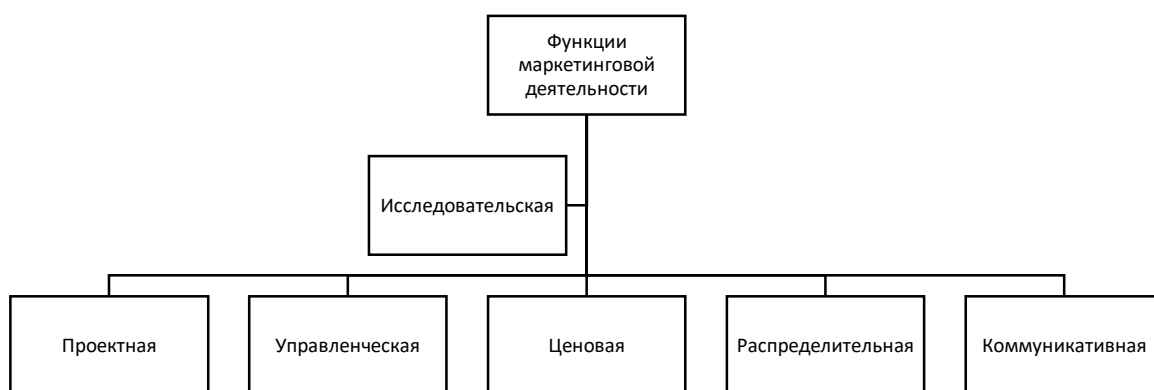 Функции
маркетинговой
деятельности
Исследовательская
Проектная
Управленческая
Ценовая
Распределительная
Коммуникативная